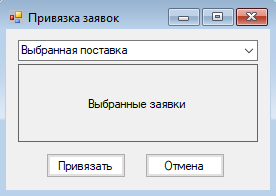 Привязка заявок
Выбранная поставка
Выбранные заявки
Привязать
Отмена